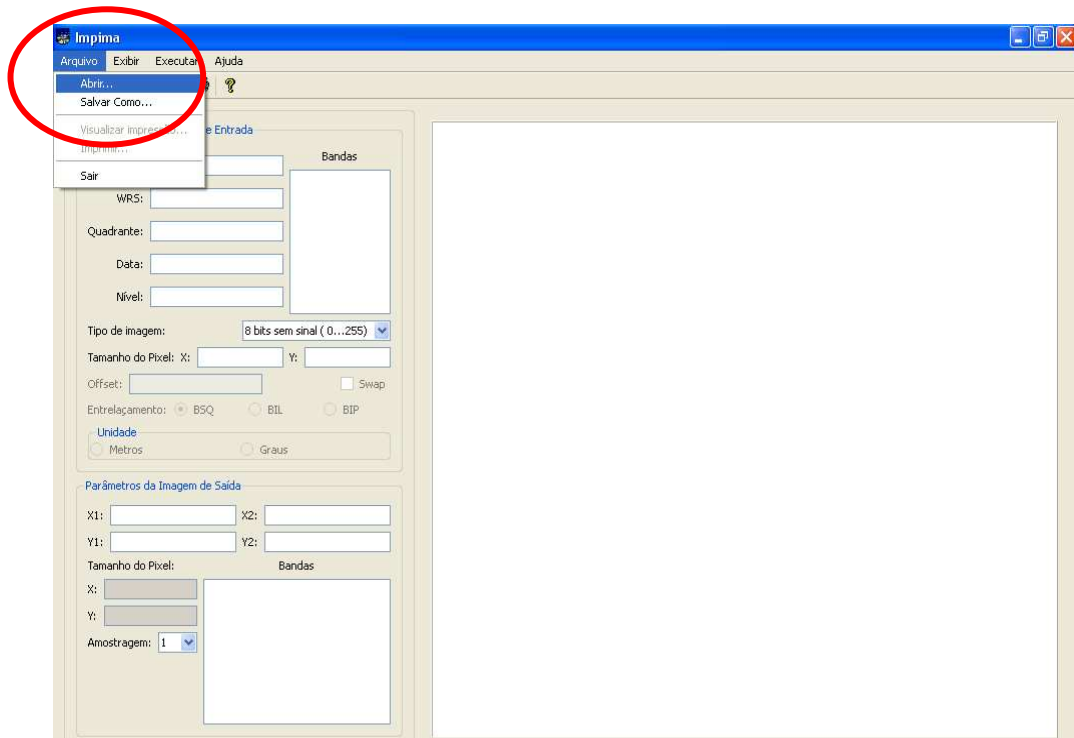 Impima
Arquivo Exibir Executar Ajuda
Abrir...
Salvar Como...
Visualizar impressão...
Imprimir...
Sair
e Entrada
Bandas
WRS:
Quadrante:
Data:
Nível:
Tipo de imagem: 8 bits sem sinal ( 0...255)
Tamanho do Pixel: X: Y:
Offset: Swap
Entrelaçamento: BSQ BIL BIP
Unidade
Metros Graus
Parâmetros da Imagem de Saída
X1: X2:
Y1: Y2:
Tamanho do Pixel: Bandas
X:
Y:
Amostragem: 1